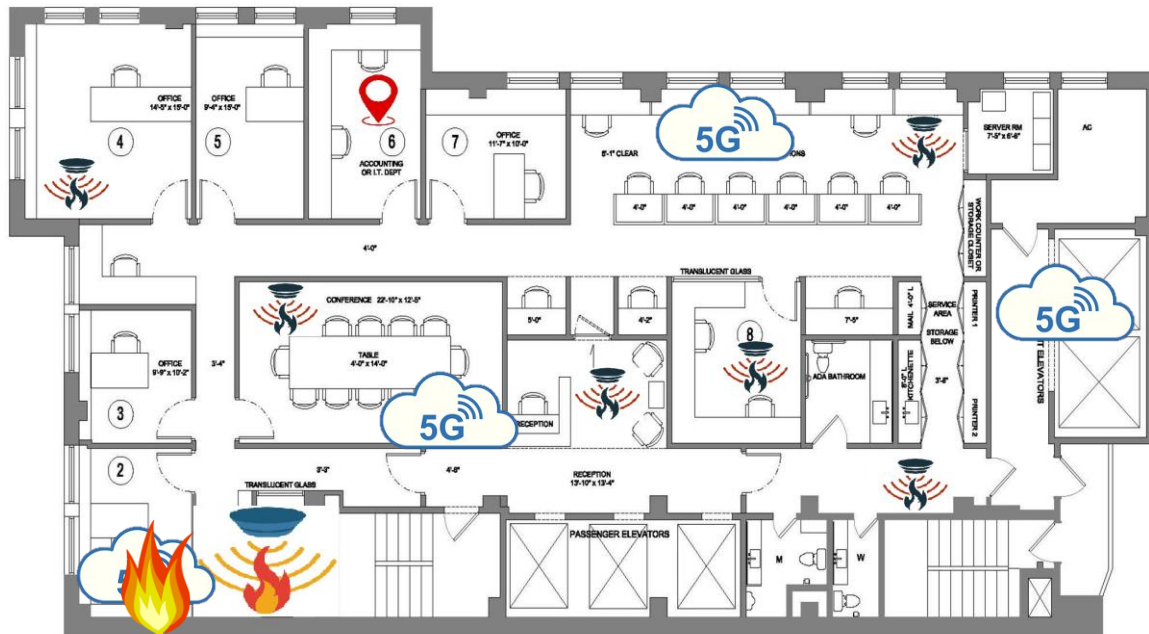 OFFICE
14'-5" x 15'-0"
4
OFFICE
9'-4" x 15'-0"
5
6
ACCOUNTING
OR I.T. DEPT
7
OFFICE
11'-7" x 10'-0"
5G
6'-1" CLEAR
4'-0"
4'-0"
4'-0"
4'-0"
4'-0"
4'-0"
SERVER RM
7'-5" x 6'-8"
AC
WORK COUNTER OR
STORAGE CLOSET
4'-0"
TRANSLUCENT GLASS
CONFERENCE 22'-10" x 12'-5"
TABLE
4'-0" x 14'-0"
5'-0"
4'-2"
8
7'-5"
MAIL 4'-0" L
SERVICE
AREA
STORAGE
BELOW
PRINTER 1
5G
ELEVATORS
OFFICE
9'-9" x 10'-2"
3
3'-4"
5G
RECEPTION
ADA BATHROOM
KITCHENETTE
PRINTER 2
2
3'-3"
4'-8"
RECEPTION
13'-10" x 13'-4"
TRANSLUCENT GLASS
PASSENGER ELEVATORS
M
W